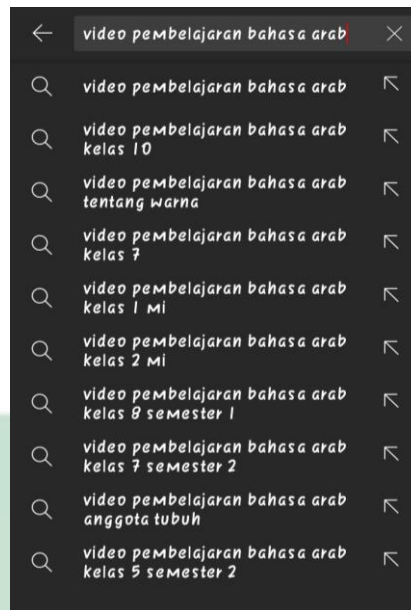 video pembelajaran bahasa arab
video pembelajaran bahasa arab
video pembelajaran bahasa arab
kelas 10
video pembelajaran bahasa arab
tentang warna
video pembelajaran bahasa arab
kelas 7
video pembelajaran bahasa arab
kelas 1 mi
video pembelajaran bahasa arab
kelas 2 mi
video pembelajaran bahasa arab
kelas 8 semester 1
video pembelajaran bahasa arab
kelas 7 semester 2
video pembelajaran bahasa arab
anggota tubuh
video pembelajaran bahasa arab
kelas 5 semester 2